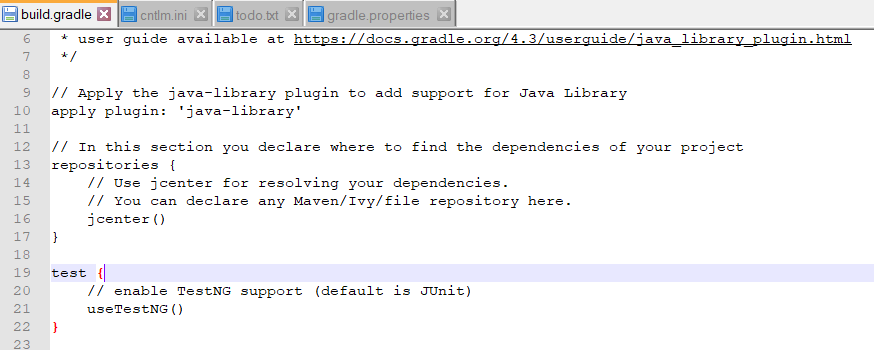 build.gradle cntlm.ini todo.txt gradle.properties
6 * user guide available at https://docs.gradle.org/4.3/userguide/java_library_plugin.html
7 */
8
9 // Apply the java-library plugin to add support for Java Library
10 apply plugin: 'java-library'
11
12 // In this section you declare where to find the dependencies of your project
13 repositories {
14 // Use jcenter for resolving your dependencies.
15 // You can declare any Maven/Ivy/file repository here.
16 jcenter()
17 }
18
19 test {
20 // enable TestNG support (default is JUnit)
21 useTestNG()
22 }
23